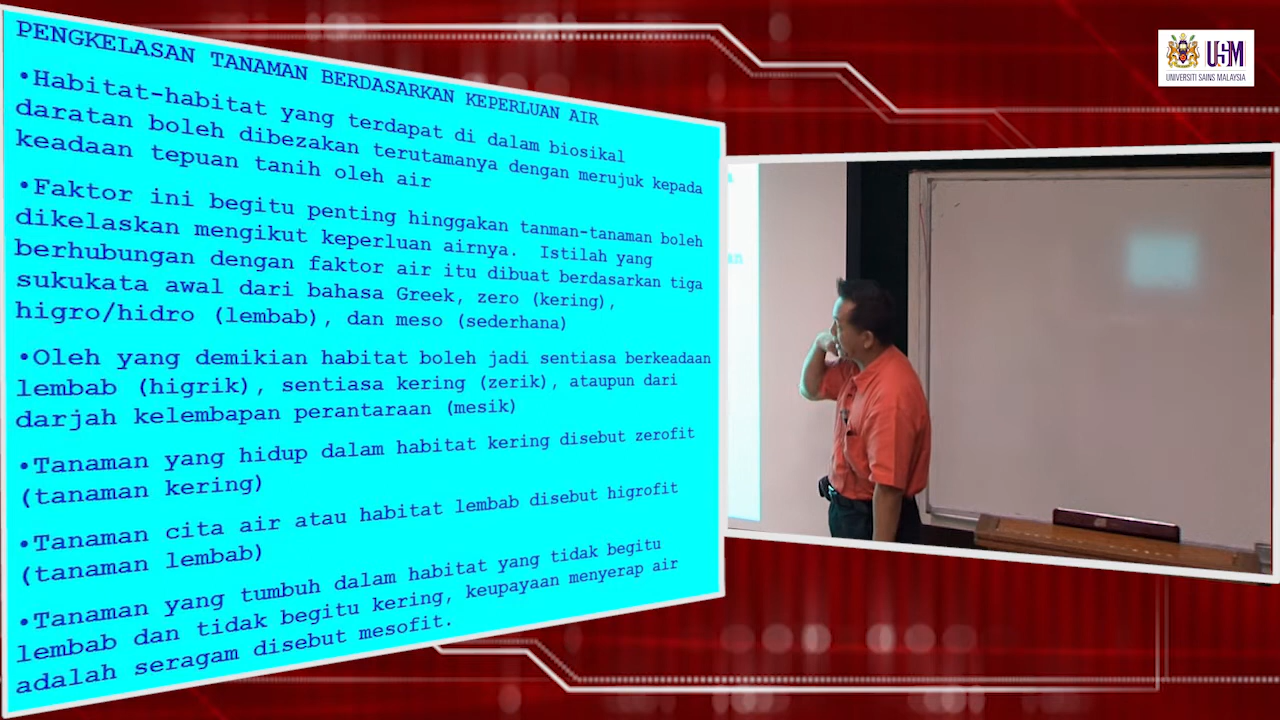 PENGKELASAN TANAMAN BERDASARKAN KEPERLUAN AIR
•Habitat-habitat yang terdapat di dalam biosikal
daratan boleh dibezakan terutamanya dengan merujuk kepada
keadaan tepuan tanih oleh air
•Faktor ini begitu penting hinggakan tanman-tanaman boleh
dikelaskan mengikut keperluan airnya. Istilah yang
berhubungan dengan faktor air itu dibuat berdasarkan tiga
sukukata awal dari bahasa Greek, zero (kering),
higro/hidro (lembab), dan meso (sederhana)
•Oleh yang demikian habitat boleh jadi sentiasa berkeadaan
lembab (higrik), sentiasa kering (zerik), ataupun dari
darjah kelembapan perantaraan (mesik)
•Tanaman yang hidup dalam habitat kering disebut zerofit
(tanaman kering)
•Tanaman cita air atau habitat lembab disebut higrofit
(tanaman lembab)
•Tanaman yang tumbuh dalam habitat yang tidak begitu
lembab dan tidak begitu kering, keupayaan menyerap air
adalah seragam disebut mesofit.
USM
UNIVERSITI SAINS MALAYSIA